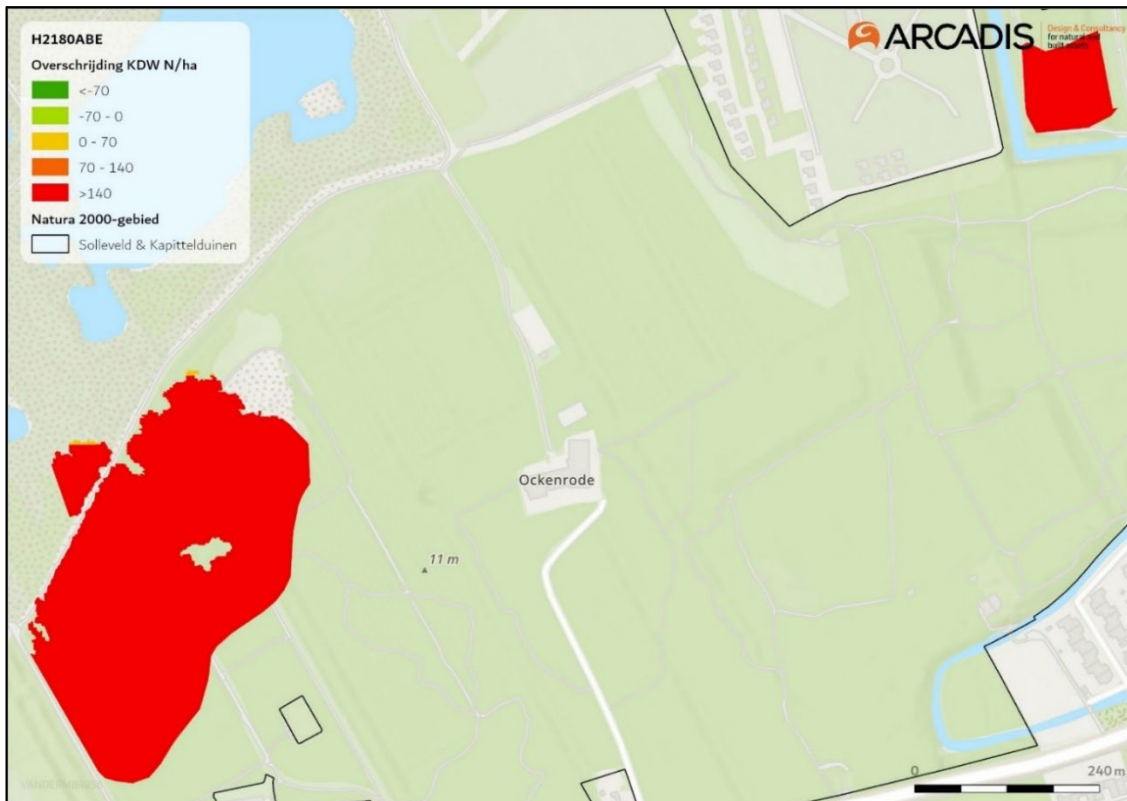 H2180ABE
Overschrijding KDW N/ha
<-70
-70 - 0
0 - 70
70 - 140
>140
Natura 2000-gebied
Solleveld & Kapittelduinen
ARCADIS
Design & Consultancy
for natural and
built assets
Ockenrode
11 m
0 240 m